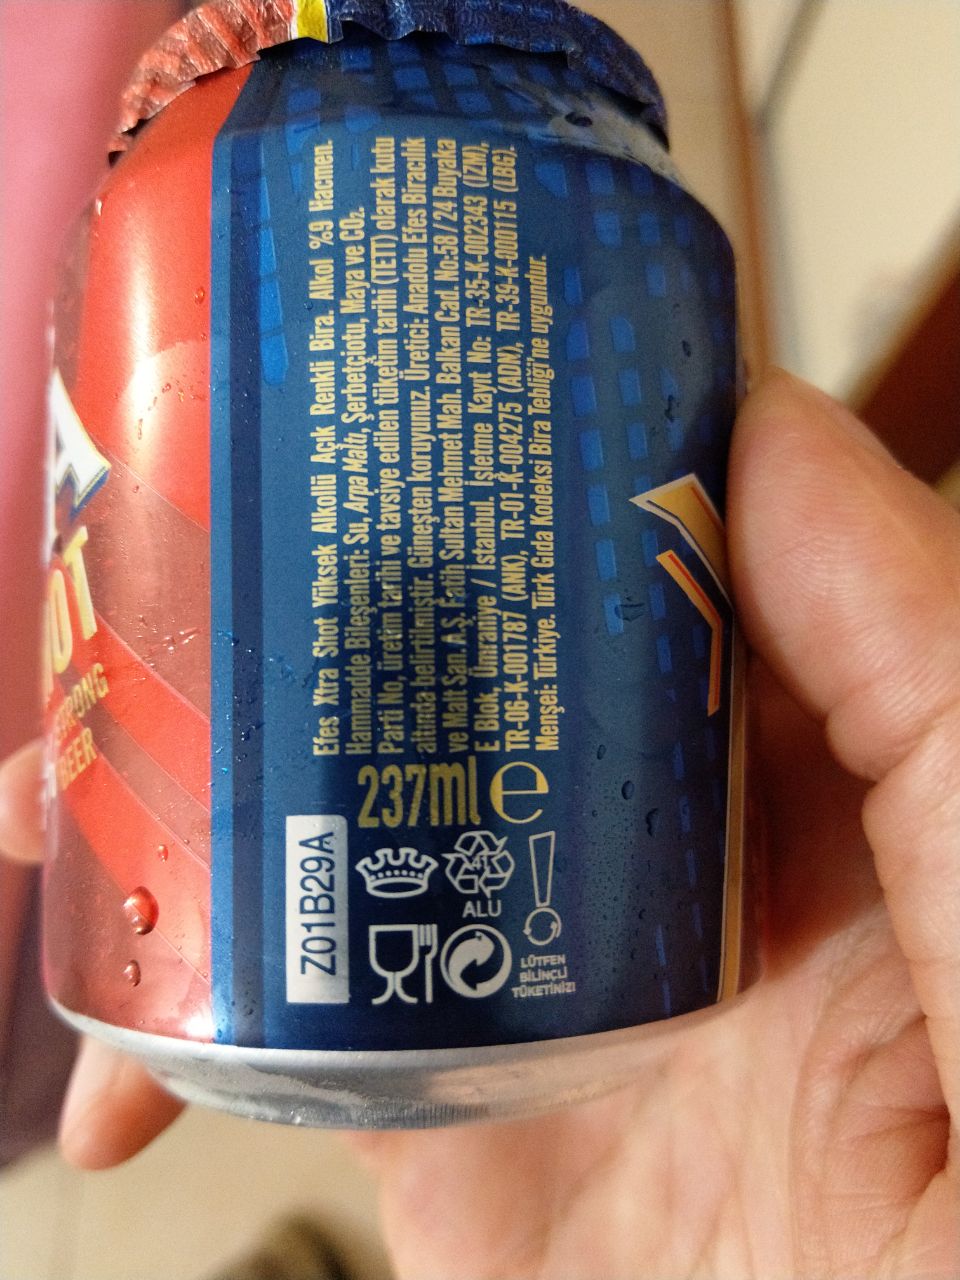 Efes Xtra Shot Yüksek Alkollü Açık Renkli Bira. Alkol %9 Hacmen.
Hammadde Bileşenleri: Su, Arpa Maltı, Şerbetçiotu, Maya ve CO₂.
Parti No, üretim tarihi ve tavsiye edilen tüketim tarihi (TETT) olarak kutu
altında belirtilmiştir. Güneşten koruyunuz. Üretici: Anadolu Efes Biracılık
ve Malt San. A.Ş. Fatih Sultan Mehmet Mah. Balkan Cad. No:58 / 24 Buyaka
E Blok, Ümraniye / İstanbul. İşletme Kayıt No: TR-35-K-002343 (IZM),
TR-06-K-001787 (ANK), TR-01-K-004275 (ADN), TR-39-K-000115 (LBG).
Menşei: Türkiye. Türk Gıda Kodeksi Bira Tebliği'ne uygundur.
237ml e
Z01B29A
41
ALU
LÜTFEN
BİLİNÇLİ
TÜKETİNİZ!
A
OT
STRONG
BEER